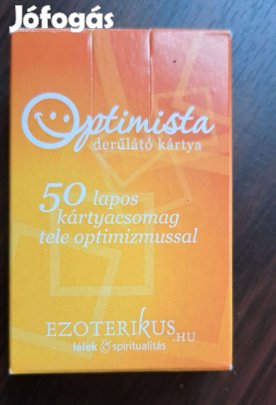 Jófogás
Optimista
derűlátó kártya
50 lapos
kártyacsomag
tele optimizmussal
EZOTERIKUS.HU
lélek & spiritualitás